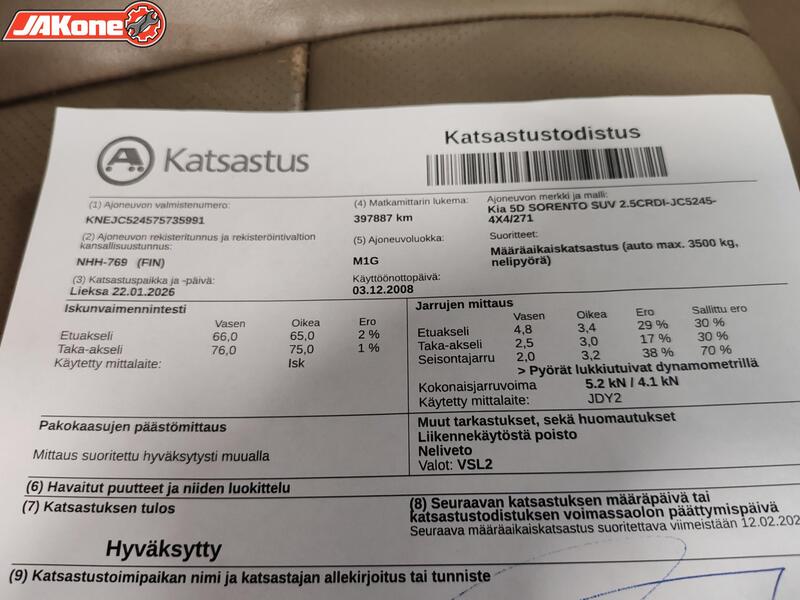 JAKone
A Katsastus
Katsastustodistus
(1) Ajoneuvon valmistenumero:
KNEJC524575735991
(4) Matkamittarin lukema:
397887 km
Ajoneuvon merkki ja malli:
Kia 5D SORENTO SUV 2.5CRDI-JC5245-
4X4/271
(2) Ajoneuvon rekisteritunnus ja rekisteröintivaltion
kansallisuustunnus:
NHH-769 (FIN)
(5) Ajoneuvoluokka:
M1G
Suoritteet:
Määräaikaiskatsastus (auto max. 3500 kg,
nelipyörä)
(3) Katsastuspaikka ja -päivä:
Lieksa 22.01.2026
Käyttöönottopäivä:
03.12.2008
Iskunvaimennintesti
Vasen Oikea Ero
Etuakseli 66,0 65,0 2 %
Taka-akseli 76,0 75,0 1 %
Käytetty mittalaite: Isk
Jarrujen mittaus
Vasen Oikea Ero Sallittu ero
Etuakseli 4,8 3,4 29 % 30 %
Taka-akseli 2,5 3,0 17 % 30 %
Seisontajarru 2,0 3,2 38 % 70 %
> Pyörät lukkiutuivat dynamometrillä
Kokonaisjarruvoima 5.2 kN / 4.1 kN
Käytetty mittalaite: JDY2
Pakokaasujen päästömittaus
Mittaus suoritettu hyväksytysti muualla
Muut tarkastukset, sekä huomautukset
Liikennekäytöstä poisto
Neliveto
Valot: VSL2
(6) Havaitut puutteet ja niiden luokittelu
(7) Katsastuksen tulos
Hyväksytty
(8) Seuraavan katsastuksen määräpäivä tai
katsastustodistuksen voimassaolon päättymispäivä
Seuraava määräaikaiskatsastus suoritettava viimeistään 12.02.202
(9) Katsastustoimipaikan nimi ja katsastajan allekirjoitus tai tunniste